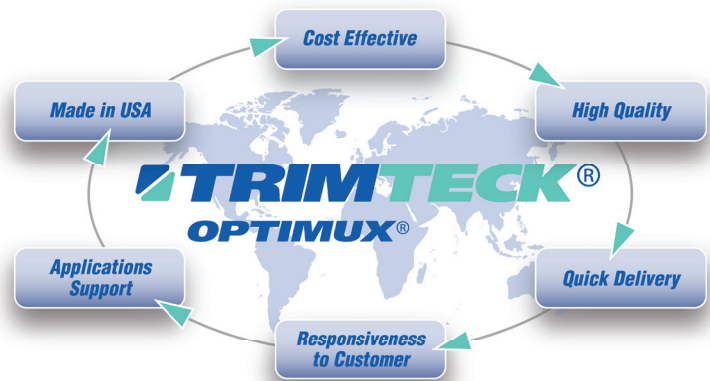 Cost Effective
Made in USA
High Quality
TRIMTECK®
OPTIMUX®
Applications
Support
Quick Delivery
Responsiveness
to Customer